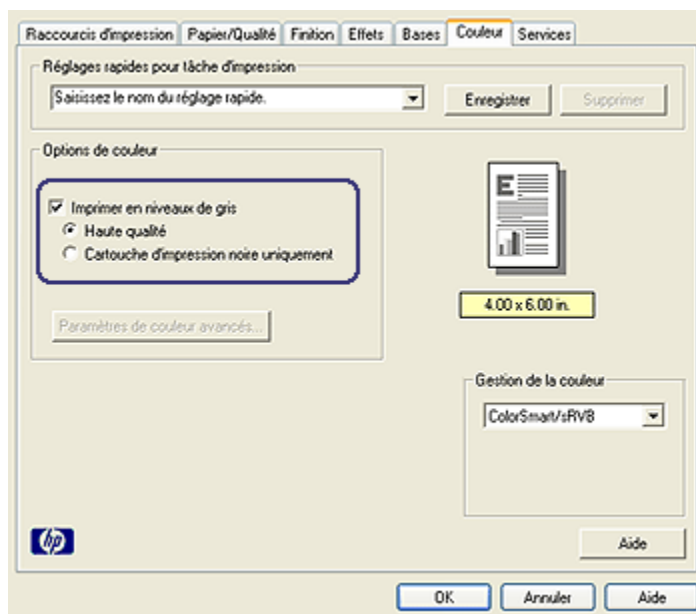 Raccourcis d'impression Papier/Qualité Finition Effets Bases Couleur Services
Réglages rapides pour tâche d'impression
Saisissez le nom du réglage rapide. Enregistrer Supprimer
Options de couleur
Imprimer en niveaux de gris
Haute qualité
Cartouche d'impression noire uniquement
Paramètres de couleur avancés...
E
4.00 x 6.00 in.
Gestion de la couleur
ColorSmart/sRVB
hp
Aide
OK Annuler Aide